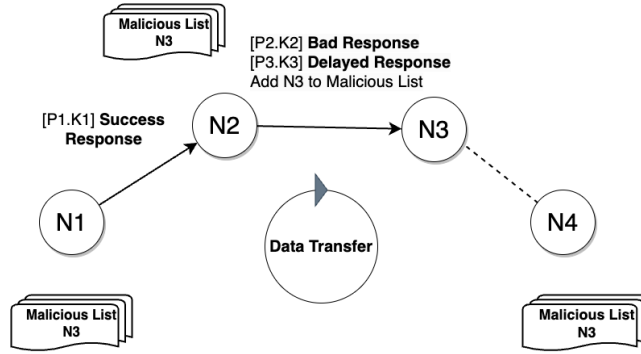 Malicious List
N3
[P2.K2] Bad Response
[P3.K3] Delayed Response
Add N3 to Malicious List
[P1.K1] Success
Response
N2
N3
N1
Data Transfer
N4
Malicious List
N3
Malicious List
N3